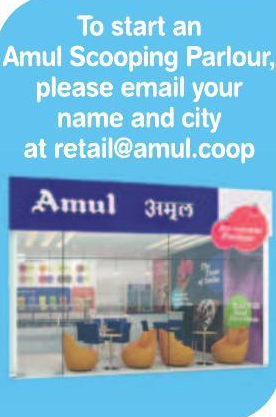 To start an
Amul Scooping Parlour,
please email your
name and city
at retail@amul.coop
Amul अमूल